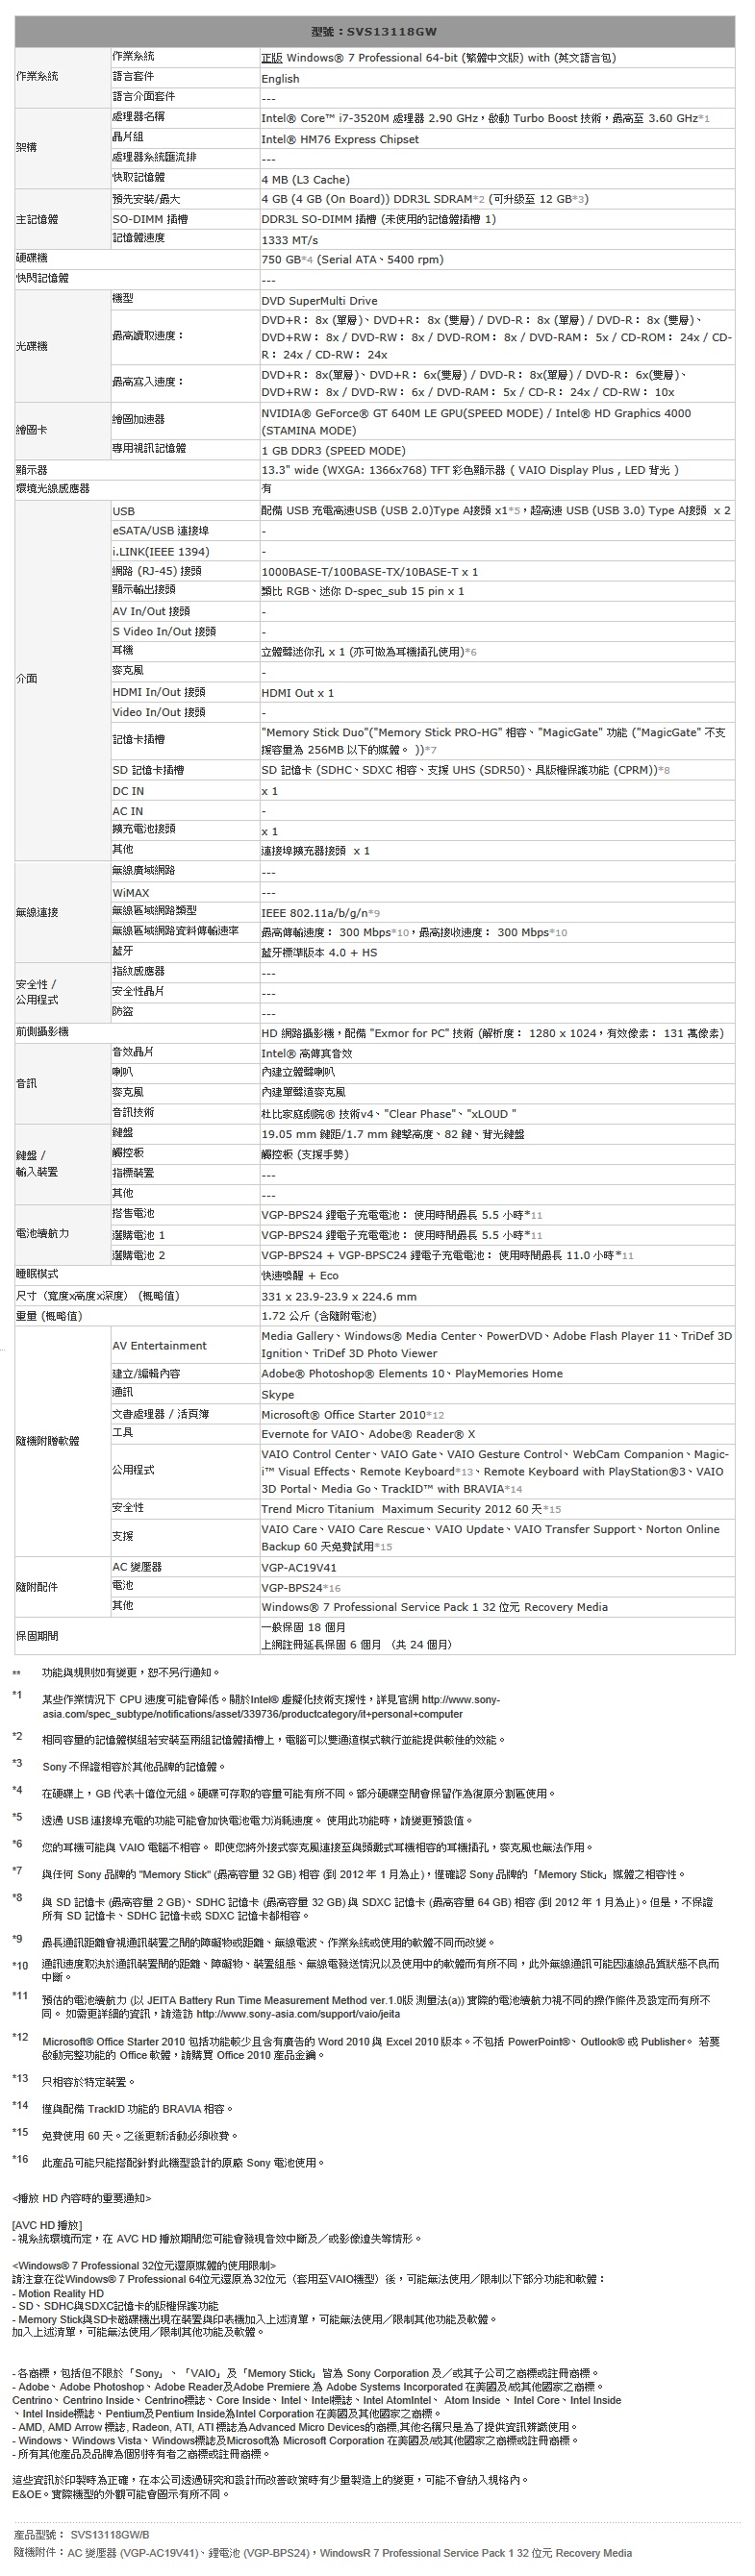 型號：SVS13118GW
作業系統
作業系統 正版 Windows® 7 Professional 64-bit (繁體中文版) with (英文語言包)
語言套件 English
語言介面套件 ---
架構
處理器名稱 Intel® Core™ i7-3520M 處理器 2.90 GHz，啟動 Turbo Boost 技術，最高至 3.60 GHz*1
晶片組 Intel® HM76 Express Chipset
處理器系統匯流排 ---
快取記憶體 4 MB (L3 Cache)
主記憶體
預先安裝/最大 4 GB (4 GB (On Board)) DDR3L SDRAM*2 (可升級至 12 GB*3)
SO-DIMM 插槽 DDR3L SO-DIMM 插槽 (未使用的記憶體插槽 1)
記憶體速度 1333 MT/s
硬碟機 750 GB*4 (Serial ATA、5400 rpm)
快閃記憶體 ---
光碟機
機型 DVD SuperMulti Drive
最高讀取速度：
DVD+R： 8x (單層)、DVD+R： 8x (雙層) / DVD-R： 8x (單層) / DVD-R： 8x (雙層)、
DVD+RW： 8x / DVD-RW： 8x / DVD-ROM： 8x / DVD-RAM： 5x / CD-ROM： 24x / CD-
R： 24x / CD-RW： 24x
最高寫入速度：
DVD+R： 8x(單層)、DVD+R： 6x(雙層) / DVD-R： 8x(單層) / DVD-R： 6x(雙層)、
DVD+RW： 8x / DVD-RW： 6x / DVD-RAM： 5x / CD-R： 24x / CD-RW： 10x
繪圖卡
繪圖加速器
NVIDIA® GeForce® GT 640M LE GPU(SPEED MODE) / Intel® HD Graphics 4000
(STAMINA MODE)
專用視訊記憶體 1 GB DDR3 (SPEED MODE)
顯示器 13.3" wide (WXGA: 1366x768) TFT 彩色顯示器 ( VAIO Display Plus , LED 背光 )
環境光線感應器 有
介面
USB 配備 USB 充電高速USB (USB 2.0)Type A接頭 x1*5，超高速 USB (USB 3.0) Type A接頭 x 2
eSATA/USB 連接埠 -
i.LINK(IEEE 1394) -
網路 (RJ-45) 接頭 1000BASE-T/100BASE-TX/10BASE-T x 1
顯示輸出接頭 類比 RGB、迷你 D-spec_sub 15 pin x 1
AV In/Out 接頭 -
S Video In/Out 接頭 -
耳機 立體聲迷你孔 x 1 (亦可做為耳機插孔使用)*6
麥克風 -
HDMI In/Out 接頭 HDMI Out x 1
Video In/Out 接頭 -
記憶卡插槽
"Memory Stick Duo"("Memory Stick PRO-HG" 相容、"MagicGate" 功能 ("MagicGate" 不支
援容量為 256MB 以下的媒體。 ))*7
SD 記憶卡插槽 SD 記憶卡 (SDHC、SDXC 相容、支援 UHS (SDR50)、具版權保護功能 (CPRM))*8
DC IN x 1
AC IN -
擴充電池接頭 x 1
其他 連接埠擴充器接頭 x 1
無線連接
無線廣域網路 ---
WiMAX ---
無線區域網路類型 IEEE 802.11a/b/g/n*9
無線區域網路資料傳輸速率 最高傳輸速度： 300 Mbps*10，最高接收速度： 300 Mbps*10
藍牙 藍牙標準版本 4.0 + HS
安全性 /
公用程式
指紋感應器 ---
安全性晶片 ---
防盜 ---
前側攝影機 HD 網路攝影機，配備 "Exmor for PC" 技術 (解析度： 1280 x 1024，有效像素： 131 萬像素)
音訊
音效晶片 Intel® 高傳真音效
喇叭 內建立體聲喇叭
麥克風 內建單聲道麥克風
音訊技術 杜比家庭劇院® 技術v4、"Clear Phase"、"xLOUD "
鍵盤 /
輸入裝置
鍵盤 19.05 mm 鍵距/1.7 mm 鍵擊高度、82 鍵、背光鍵盤
觸控板 觸控板 (支援手勢)
指標裝置 ---
其他 ---
電池續航力
搭售電池 VGP-BPS24 鋰電子充電電池： 使用時間最長 5.5 小時*11
選購電池 1 VGP-BPS24 鋰電子充電電池： 使用時間最長 5.5 小時*11
選購電池 2 VGP-BPS24 + VGP-BPSC24 鋰電子充電電池： 使用時間最長 11.0 小時*11
睡眠模式 快速喚醒 + Eco
尺寸（寬度x高度x深度） (概略值) 331 x 23.9-23.9 x 224.6 mm
重量 (概略值) 1.72 公斤 (含隨附電池)
隨機附贈軟體
AV Entertainment
Media Gallery、Windows® Media Center、PowerDVD、Adobe Flash Player 11、TriDef 3D
Ignition、TriDef 3D Photo Viewer
建立/編輯內容 Adobe® Photoshop® Elements 10、PlayMemories Home
通訊 Skype
文書處理器 / 活頁簿 Microsoft® Office Starter 2010*12
工具 Evernote for VAIO、Adobe® Reader® X
公用程式
VAIO Control Center、VAIO Gate、VAIO Gesture Control、WebCam Companion、Magic-
i™ Visual Effects、Remote Keyboard*13、Remote Keyboard with PlayStation®3、VAIO
3D Portal、Media Go、TrackID™ with BRAVIA*14
安全性 Trend Micro Titanium Maximum Security 2012 60 天*15
支援
VAIO Care、VAIO Care Rescue、VAIO Update、VAIO Transfer Support、Norton Online
Backup 60 天免費試用*15
隨附配件
AC 變壓器 VGP-AC19V41
電池 VGP-BPS24*16
其他 Windows® 7 Professional Service Pack 1 32 位元 Recovery Media
保固期間
一般保固 18 個月
上網註冊延長保固 6 個月 （共 24 個月）
** 功能與規則如有變更，恕不另行通知。
*1 某些作業情況下 CPU 速度可能會降低。關於Intel® 虛擬化技術支援性，詳見官網 http://www.sony-
asia.com/spec_subtype/notifications/asset/339736/productcategory/it+personal+computer
*2 相同容量的記憶體模組若安裝至兩組記憶體插槽上，電腦可以雙通道模式執行並能提供較佳的效能。
*3 Sony 不保證相容於其他品牌的記憶體。
*4 在硬碟上，GB 代表十億位元組。硬碟可存取的容量可能有所不同。部分硬碟空間會保留作為復原分割區使用。
*5 透過 USB 連接埠充電的功能可能會加快電池電力消耗速度。 使用此功能時，請變更預設值。
*6 您的耳機可能與 VAIO 電腦不相容。 即使您將外接式麥克風連接至與頭戴式耳機相容的耳機插孔，麥克風也無法作用。
*7 與任何 Sony 品牌的 "Memory Stick" (最高容量 32 GB) 相容 (到 2012 年 1 月為止)，僅確認 Sony 品牌的「Memory Stick」媒體之相容性。
*8 與 SD 記憶卡 (最高容量 2 GB)、SDHC 記憶卡 (最高容量 32 GB) 與 SDXC 記憶卡 (最高容量 64 GB) 相容 (到 2012 年 1 月為止)。但是，不保證
所有 SD 記憶卡、SDHC 記憶卡或 SDXC 記憶卡都相容。
*9 最長通訊距離會視通訊裝置之間的障礙物或距離、無線電波、作業系統或使用的軟體不同而改變。
*10 通訊速度取決於通訊裝置間的距離、障礙物、裝置組態、無線電發送情況以及使用中的軟體而有所不同，此外無線通訊可能因連線品質狀態不良而
中斷。
*11 預估的電池續航力 (以 JEITA Battery Run Time Measurement Method ver.1.0版 測量法(a)) 實際的電池續航力視不同的操作條件及設定而有所不
同。 如需更詳細的資訊，請造訪 http://www.sony-asia.com/support/vaio/jeita
*12 Microsoft® Office Starter 2010 包括功能較少且含有廣告的 Word 2010 與 Excel 2010 版本。不包括 PowerPoint®、Outlook® 或 Publisher。 若要
啟動完整功能的 Office 軟體，請購買 Office 2010 產品金鑰。
*13 只相容於特定裝置。
*14 僅與配備 TrackID 功能的 BRAVIA 相容。
*15 免費使用 60 天。之後更新活動必須收費。
*16 此產品可能只能搭配針對此機型設計的原廠 Sony 電池使用。
<播放 HD 內容時的重要通知>
[AVC HD 播放]
- 視系統環境而定，在 AVC HD 播放期間您可能會發現音效中斷及／或影像遺失等情形。
<Windows® 7 Professional 32位元還原媒體的使用限制>
請注意在從Windows® 7 Professional 64位元還原為32位元（套用至VAIO機型）後，可能無法使用／限制以下部分功能和軟體：
- Motion Reality HD
- SD、SDHC與SDXC記憶卡的版權保護功能
- Memory Stick與SD卡磁碟機出現在裝置與印表機加入上述清單，可能無法使用／限制其他功能及軟體。
加入上述清單，可能無法使用／限制其他功能及軟體。
- 各商標，包括但不限於「Sony」、「VAIO」及「Memory Stick」皆為 Sony Corporation 及／或其子公司之商標或註冊商標。
- Adobe、Adobe Photoshop、Adobe Reader及Adobe Premiere 為 Adobe Systems Incorporated 在美國及/或其他國家之商標。
Centrino、Centrino Inside、Centrino標誌、Core Inside、Intel、Intel標誌、Intel AtomIntel、 Atom Inside 、Intel Core、Intel Inside
、Intel Inside標誌、Pentium及Pentium Inside為Intel Corporation 在美國及其他國家之商標。
- AMD, AMD Arrow 標誌, Radeon, ATI, ATI 標誌為Advanced Micro Devices的商標,其他名稱只是為了提供資訊辨識使用。
- Windows、Windows Vista、Windows標誌及Microsoft為 Microsoft Corporation 在美國及/或其他國家之商標或註冊商標。
- 所有其他產品及品牌為個別持有者之商標或註冊商標。
這些資訊於印製時為正確，在本公司透過研究和設計而改善政策時有少量製造上的變更，可能不會納入規格內。
E&OE。實際機型的外觀可能會圖示有所不同。
產品型號： SVS13118GW/B
隨機附件：AC 變壓器 (VGP-AC19V41)、鋰電池 (VGP-BPS24)，WindowsR 7 Professional Service Pack 1 32 位元 Recovery Media